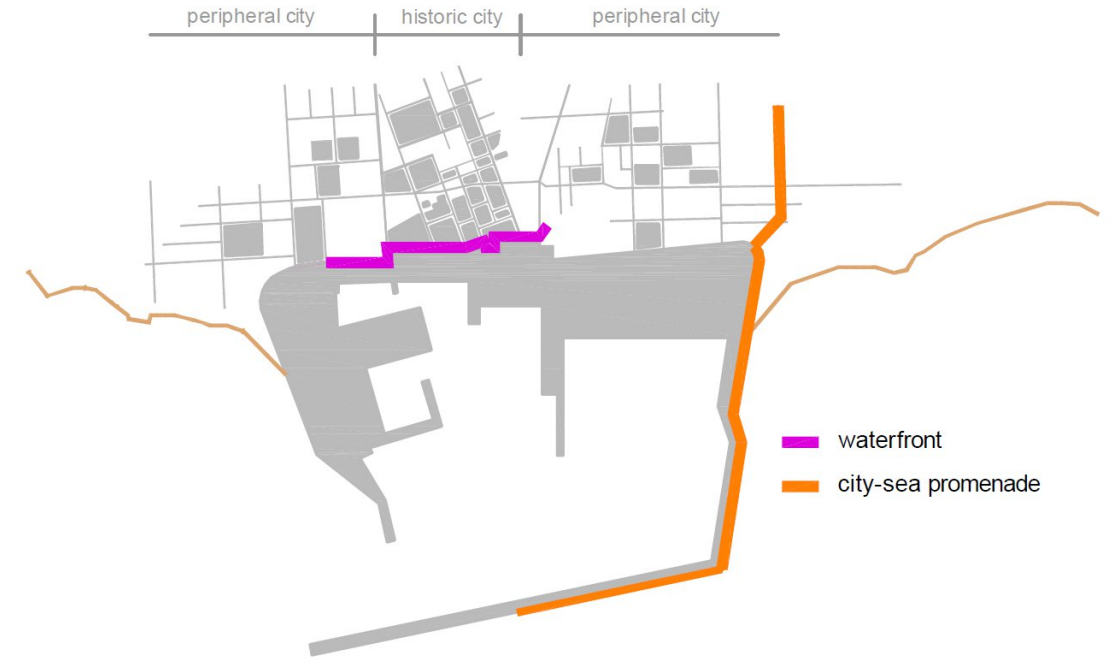 peripheral city
historic city
peripheral city
waterfront
city-sea promenade